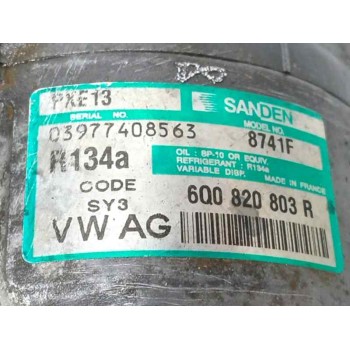 PXE13
SANDEN
SERIAL NO.
MODEL NO.
03977408563
8741F
R134a
OIL : SP-10 OR EQUIV.
REFRIGERANT : R134a
VARIABLE DISP.
MADE IN FRANCE
CODE
SY3
6Q0 820 803 R
VW AG